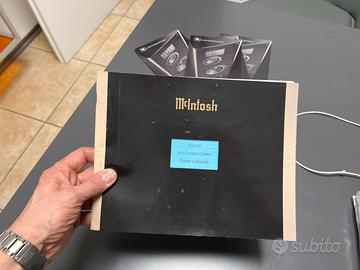 McIntosh
A/V Control Center
Owner's Manual
subito